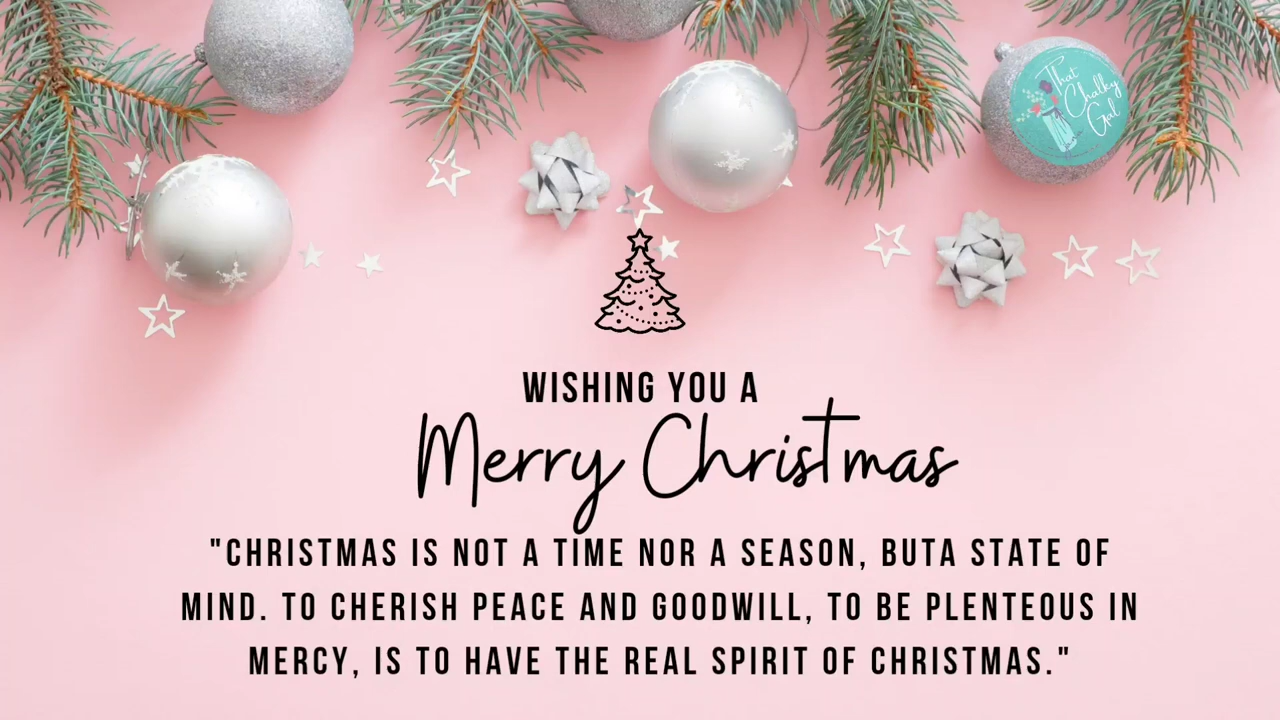 That
Chalky
Gal
WISHING YOU A
Merry Christmas
"CHRISTMAS IS NOT A TIME NOR A SEASON, BUTA STATE OF
MIND. TO CHERISH PEACE AND GOODWILL, TO BE PLENTEOUS IN
MERCY, IS TO HAVE THE REAL SPIRIT OF CHRISTMAS."